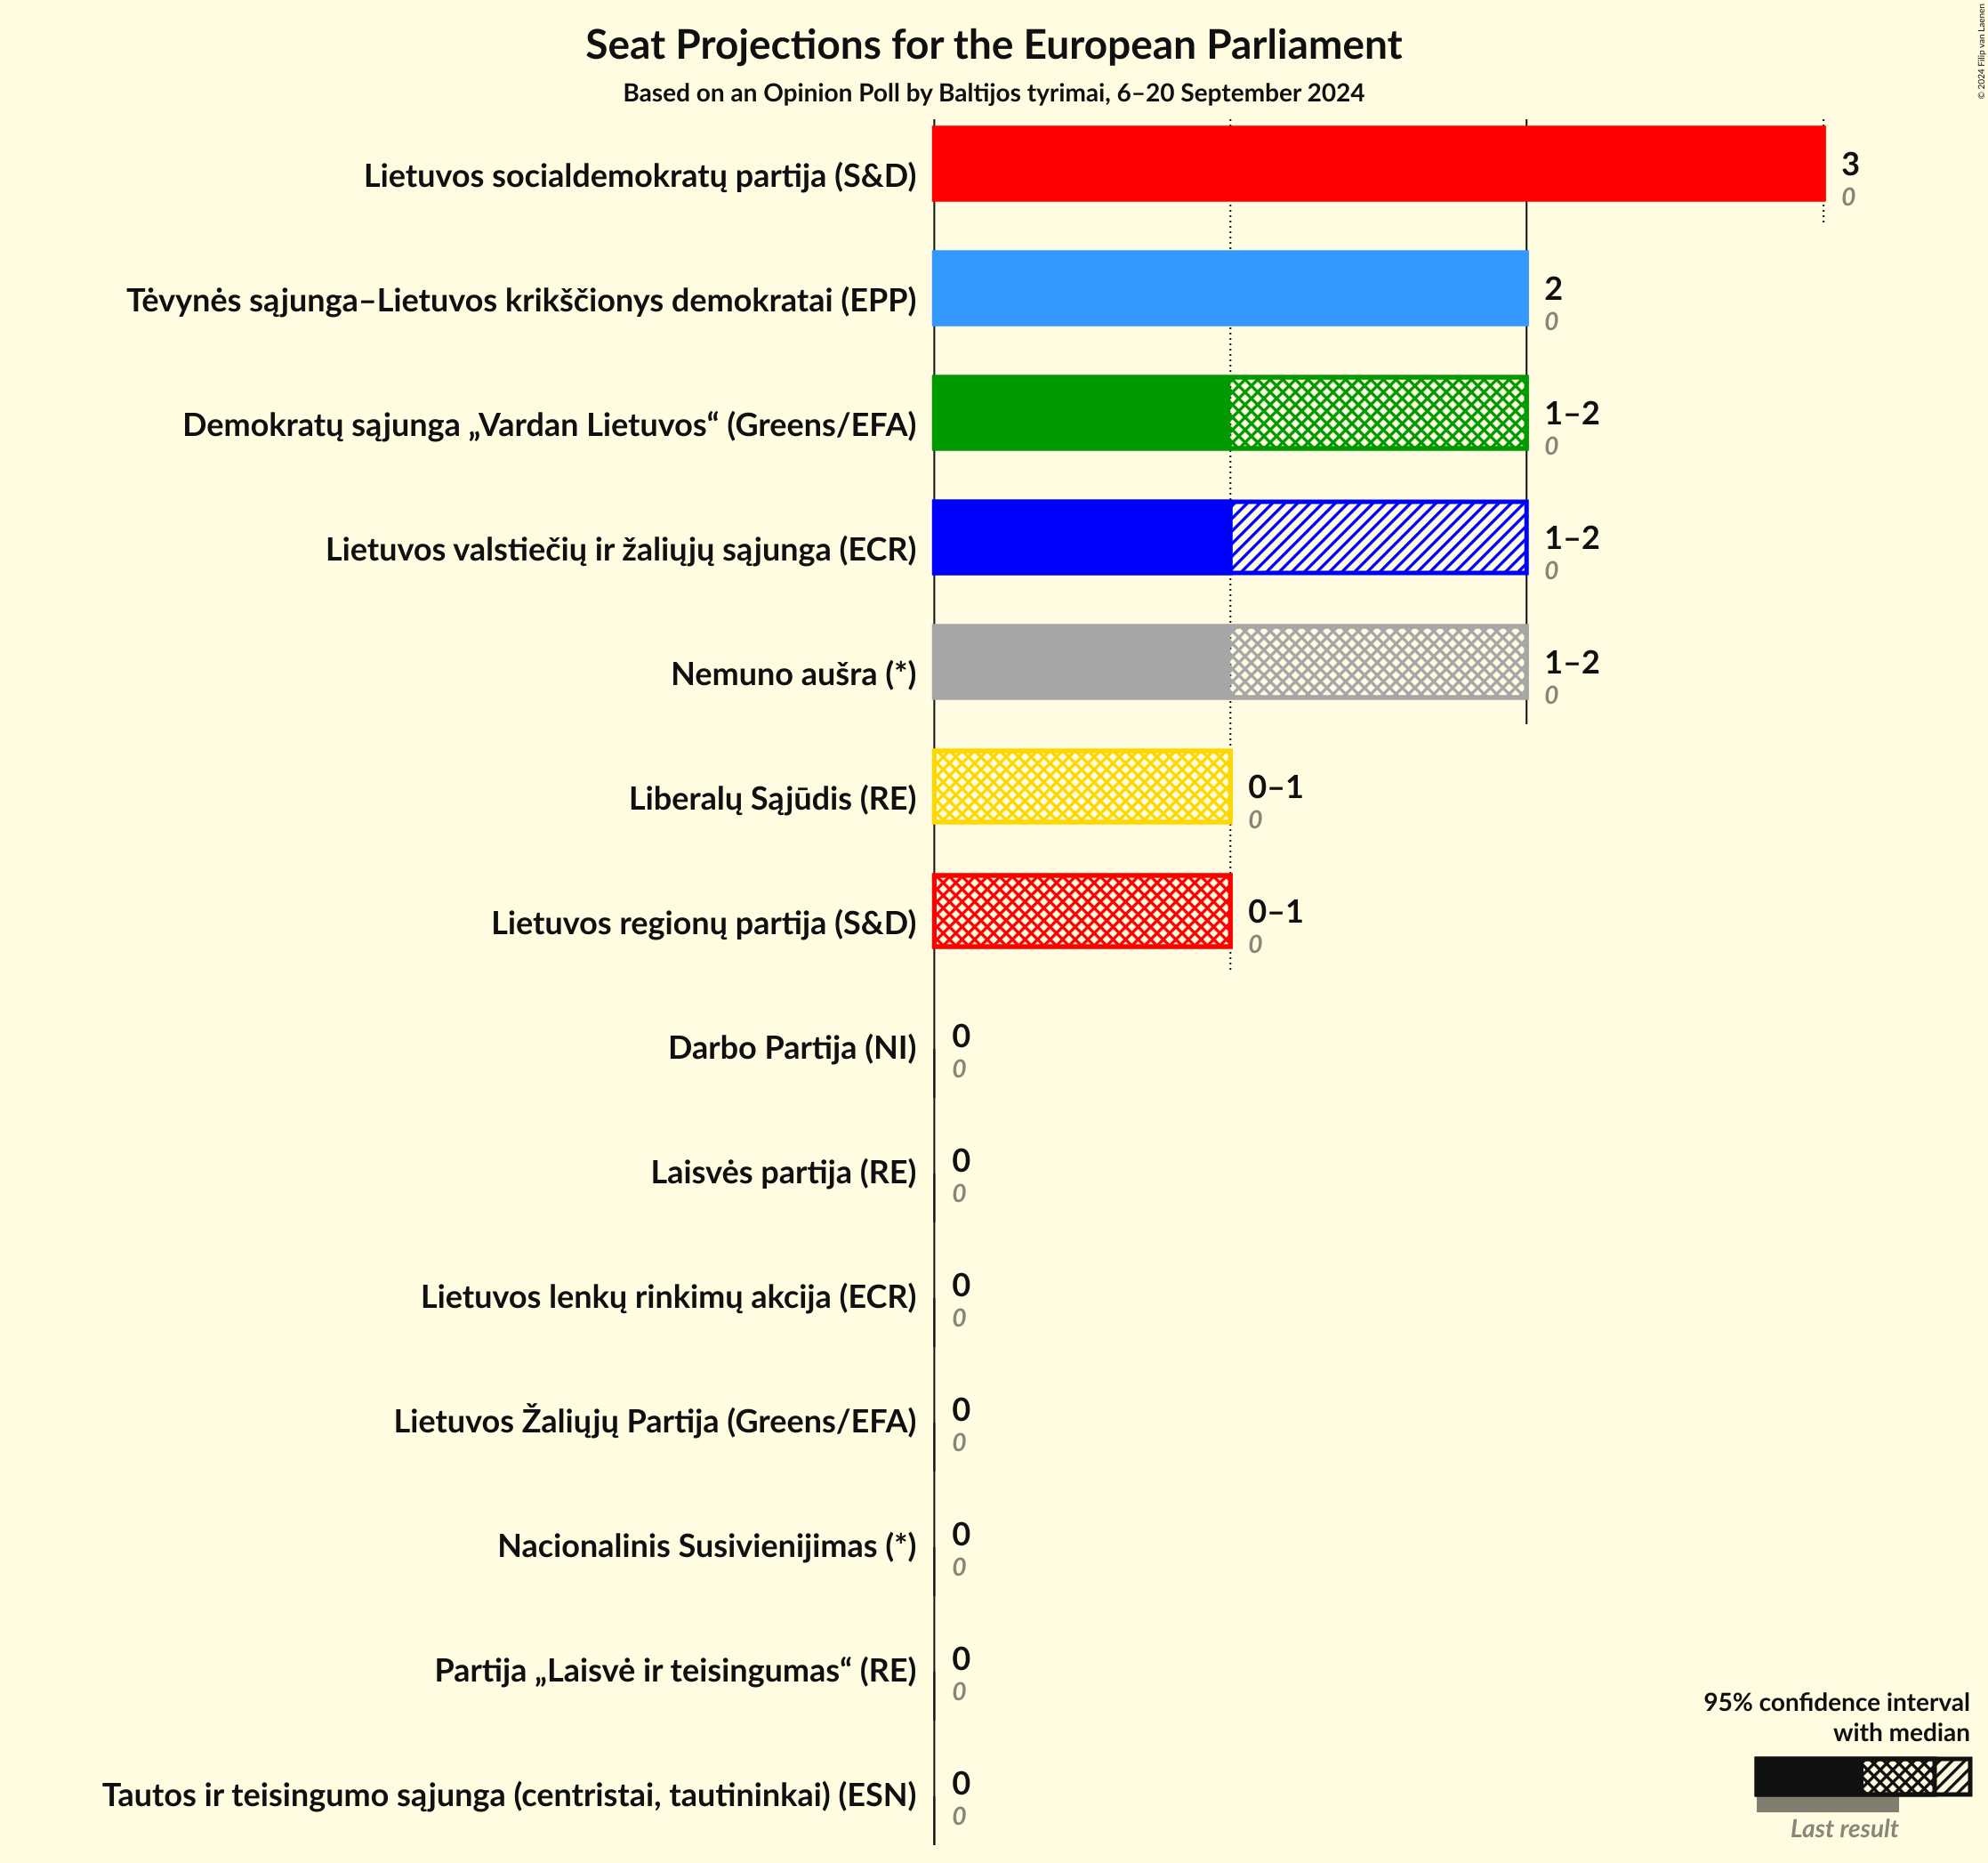 Seat Projections for the European Parliament
Based on an Opinion Poll by Baltijos tyrimai, 6–20 September 2024
© 2024 Filip van Laenen
Lietuvos socialdemokratų partija (S&D)
3
0
Tėvynės sąjunga–Lietuvos krikščionys demokratai (EPP)
2
0
Demokratų sąjunga „Vardan Lietuvos“ (Greens/EFA)
1–2
0
Lietuvos valstiečių ir žaliųjų sąjunga (ECR)
1–2
0
Nemuno aušra (*)
1–2
0
Liberalų Sąjūdis (RE)
0–1
0
Lietuvos regionų partija (S&D)
0–1
0
Darbo Partija (NI)
0
0
Laisvės partija (RE)
0
0
Lietuvos lenkų rinkimų akcija (ECR)
0
0
Lietuvos Žaliųjų Partija (Greens/EFA)
0
0
Nacionalinis Susivienijimas (*)
0
0
Partija „Laisvė ir teisingumas“ (RE)
0
0
Tautos ir teisingumo sąjunga (centristai, tautininkai) (ESN)
0
0
95% confidence interval
with median
Last result